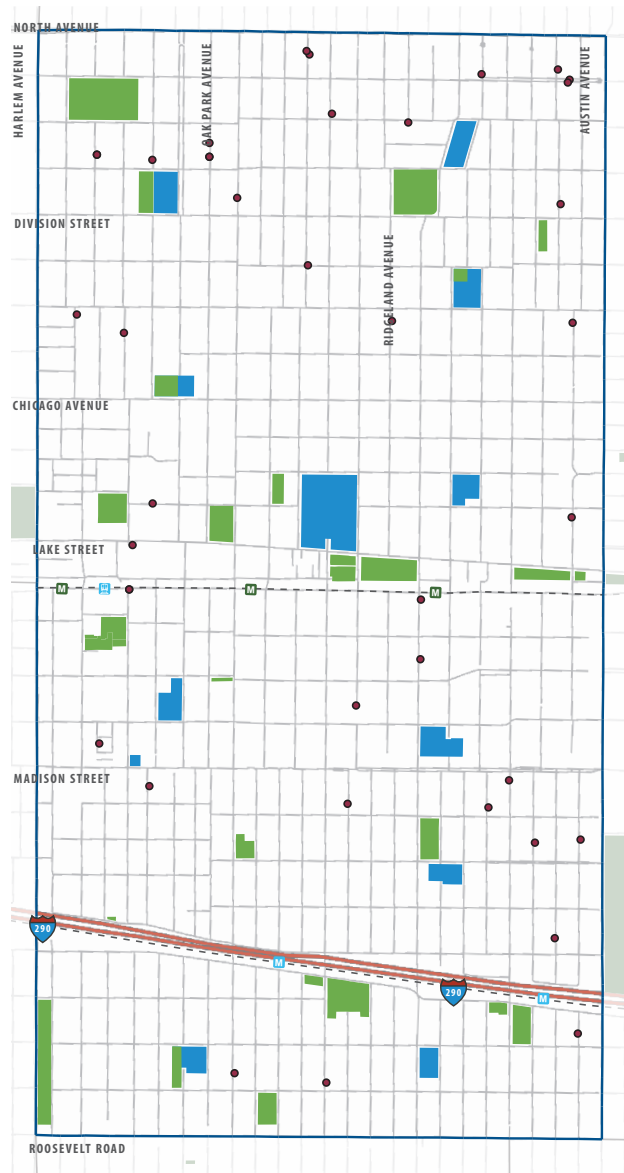 NORTH AVENUE
HARLEM AVENUE
OAK PARK AVENUE
AUSTIN AVENUE
DIVISION STREET
RIDGELAND AVENUE
CHICAGO AVENUE
LAKE STREET
M
M
M
MADISON STREET
290
M
290
M
ROOSEVELT ROAD